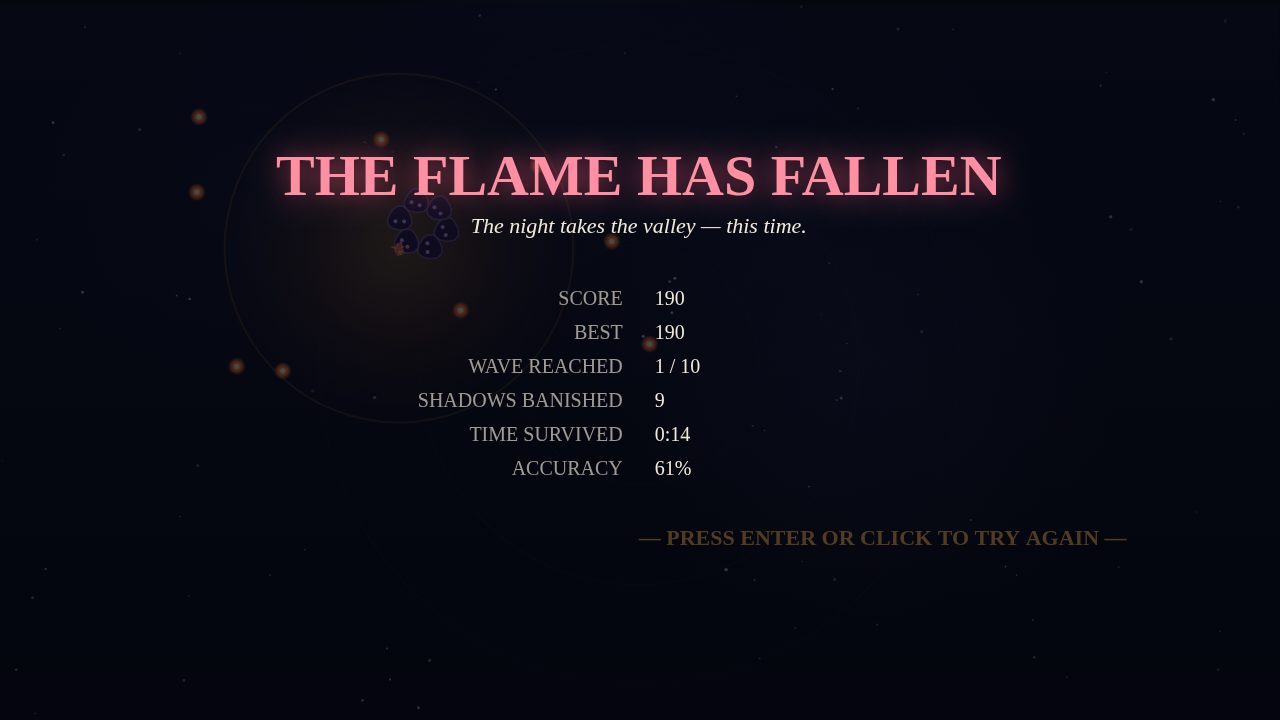 THE FLAME HAS FALLEN
The night takes the valley — this time.
SCORE 190
BEST 190
WAVE REACHED 1 / 10
SHADOWS BANISHED 9
TIME SURVIVED 0:14
ACCURACY 61%
— PRESS ENTER OR CLICK TO TRY AGAIN —